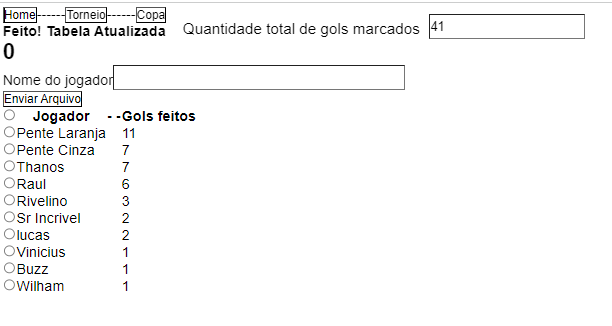 Home------Torneio------Copa
Feito! Tabela Atualizada Quantidade total de gols marcados 41
0
Nome do jogador
Enviar Arquivo
Jogador - -Gols feitos
Pente Laranja 11
Pente Cinza 7
Thanos 7
Raul 6
Rivelino 3
Sr Incrivel 2
lucas 2
Vinicius 1
Buzz 1
Wilham 1